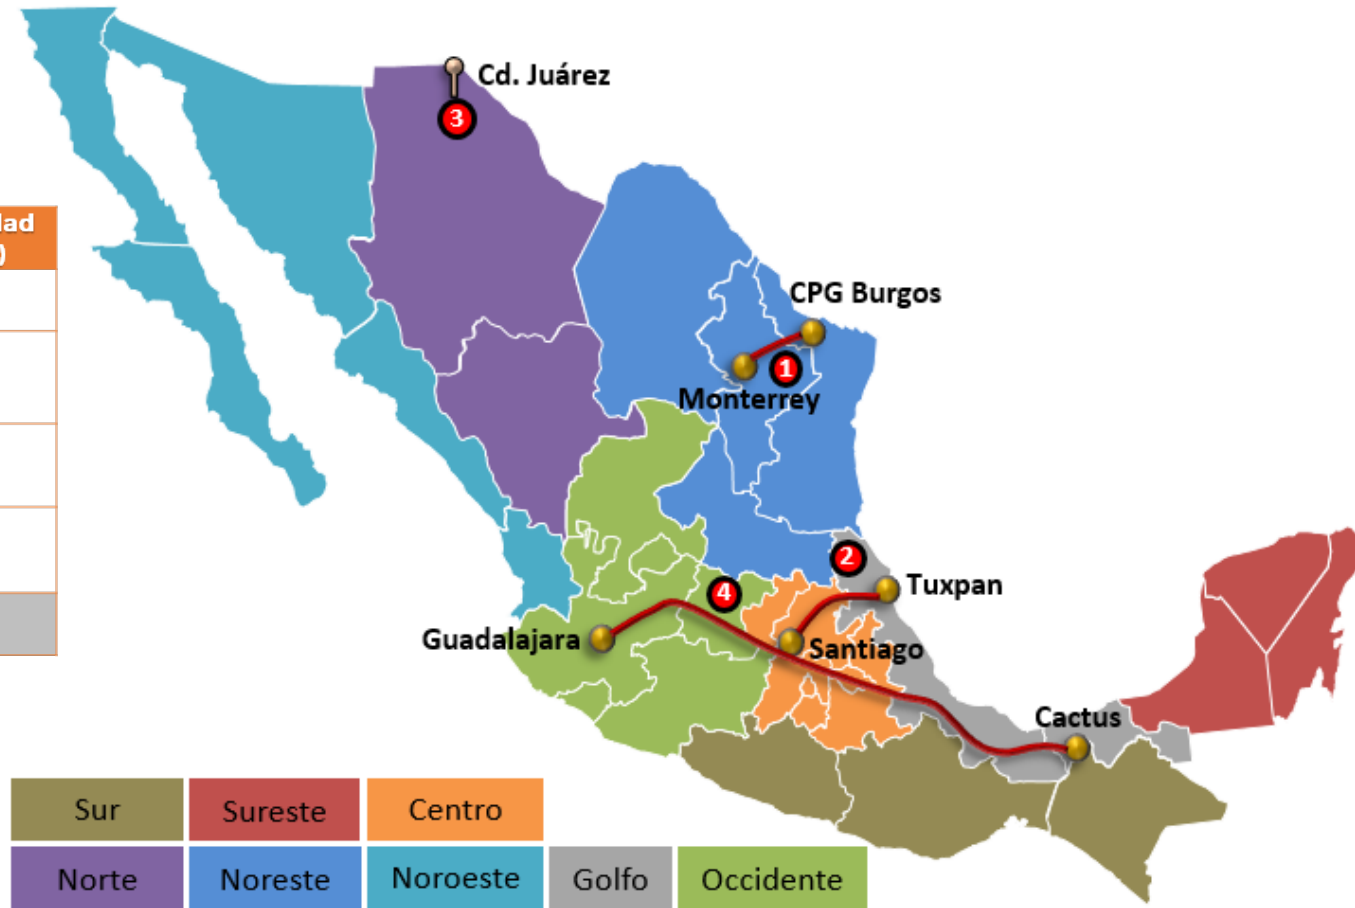 Cd. Juárez
3
CPG Burgos
1
Monterrey
2
Tuxpan
4
Guadalajara
Santiago
Cactus
Sur
Sureste
Centro
Norte
Noreste
Noroeste
Golfo
Occidente